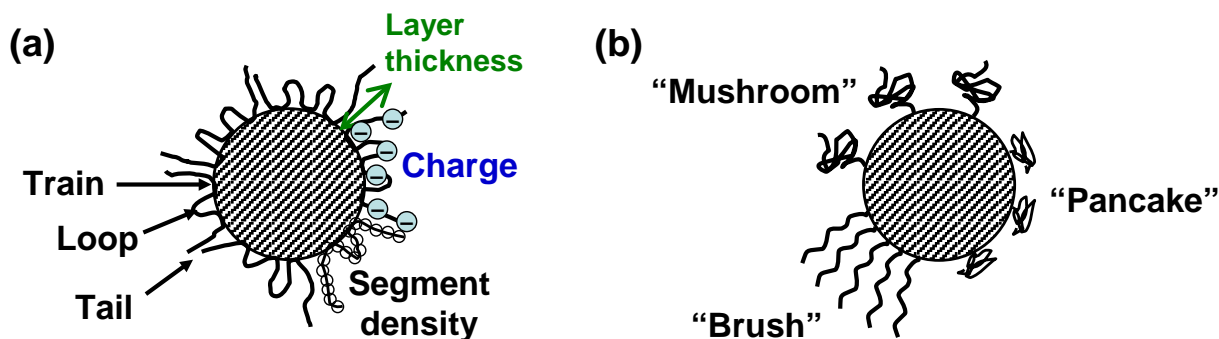 (a)
Layer
thickness
Charge
Train
Loop
Tail
Segment
density
(b)
“Mushroom”
“Pancake”
“Brush”